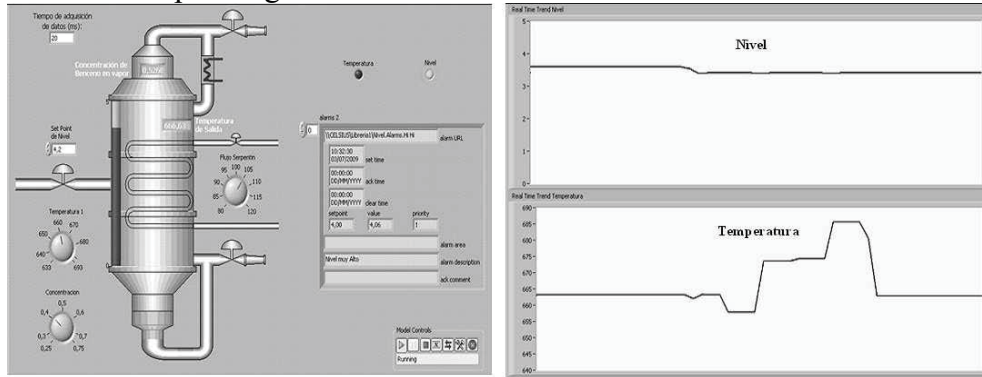 Tiempo de adquisición
de datos (ms):
20
Concentración de
Benceno en vapor
Temperatura
de Salida
Set Point
de Nivel
4,2
Flujo Serpentín
80 85 90 95 100 105 110 115 120
Temperatura 1
633 640 650 660 670 680 693
Concentracion
0,25 0,3 0,4 0,5 0,6 0,7 0,75
Temperatura
Nivel
alarms 2
0
\\CELSIUS\Libreria1\Nivel.Alarms.Hi Hi
alarm URL
10:32:30
03/07/2009
set time
00:00:00
DD/MM/YYYY
ack time
00:00:00
DD/MM/YYYY
clear time
setpoint value priority
4,00 4,06 1
alarm area
Nivel muy Alto
alarm description
ack comment
Model Controls
Running
Real Time Trend Nivel
Nivel
5
4
3
2
1
0
Real Time Trend Temperatura
Temperatura
690
685
680
675
670
665
660
655
650
645
640